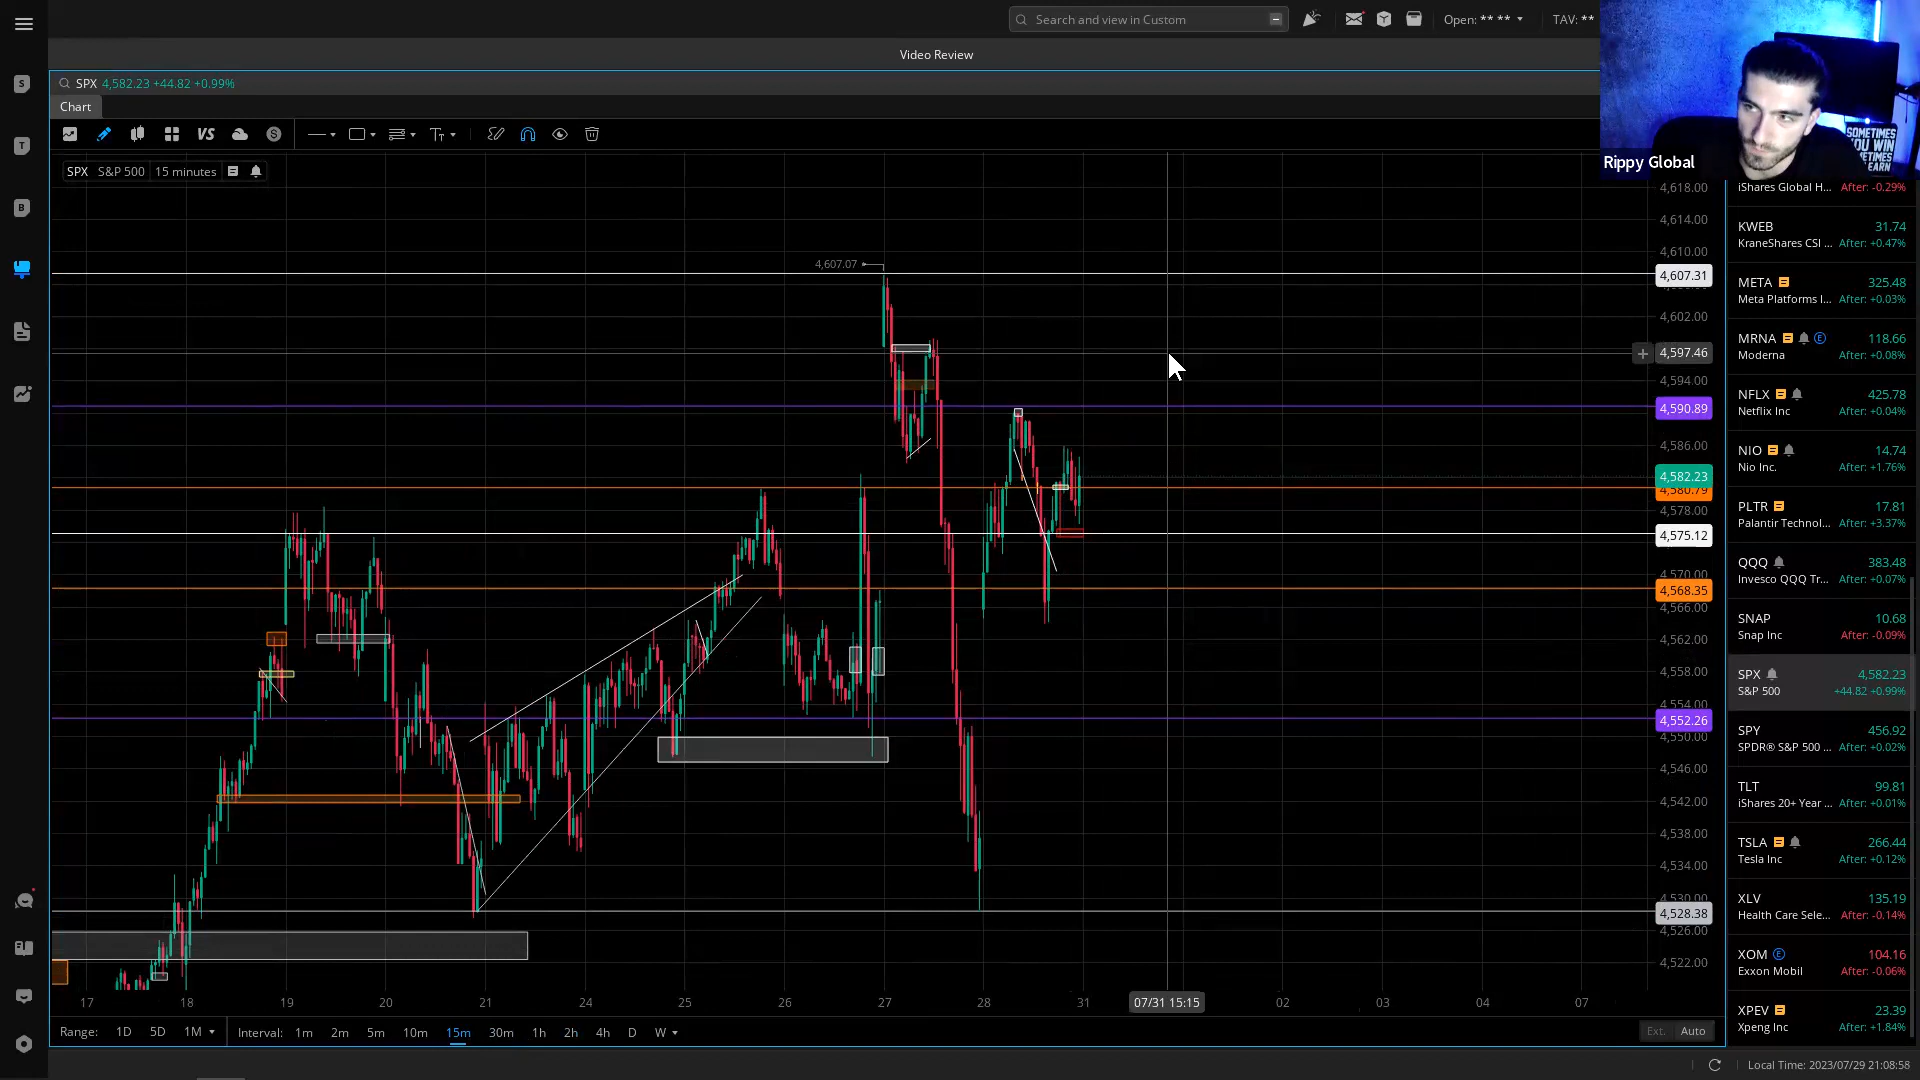 Search and view in Custom
Open: ** **
TAV: **
Video Review
SPX 4,582.23 +44.82 +0.99%
Chart
VS
S
SPX S&P 500 15 minutes
Rippy Global
SOMETIMES
YOU WIN
SOMETIMES
LEARN
S
T
B
4,607.07
4,618.00
4,614.00
4,610.00
4,607.31
4,602.00
4,597.46
4,594.00
4,590.89
4,586.00
4,582.23
4,580.79
4,578.00
4,575.12
4,570.00
4,568.35
4,566.00
4,562.00
4,558.00
4,554.00
4,552.26
4,550.00
4,546.00
4,542.00
4,538.00
4,534.00
4,530.00
4,528.38
4,526.00
4,522.00
17 18 19 20 21 24 25 26 27 28 31 07/31 15:15 02 03 04 07
Range: 1D 5D 1M Interval: 1m 2m 5m 10m 15m 30m 1h 2h 4h D W
Ext. Auto
iShares Global H... After: -0.29%
KWEB 31.74
KraneShares CSI ... After: +0.47%
META 325.48
Meta Platforms I... After: +0.03%
MRNA E 118.66
Moderna After: +0.08%
NFLX 425.78
Netflix Inc After: +0.04%
NIO 14.74
Nio Inc. After: +1.76%
PLTR 17.81
Palantir Technol... After: +3.37%
QQQ 383.48
Invesco QQQ Tr... After: +0.07%
SNAP 10.68
Snap Inc After: -0.09%
SPX 4,582.23
S&P 500 +44.82 +0.99%
SPY 456.92
SPDR® S&P 500 ... After: +0.02%
TLT 99.81
iShares 20+ Year ... After: +0.01%
TSLA 266.44
Tesla Inc After: +0.12%
XLV 135.19
Health Care Sele... After: -0.14%
XOM E 104.16
Exxon Mobil After: -0.06%
XPEV 23.39
Xpeng Inc After: +1.84%
Local Time: 2023/07/29 21:08:58